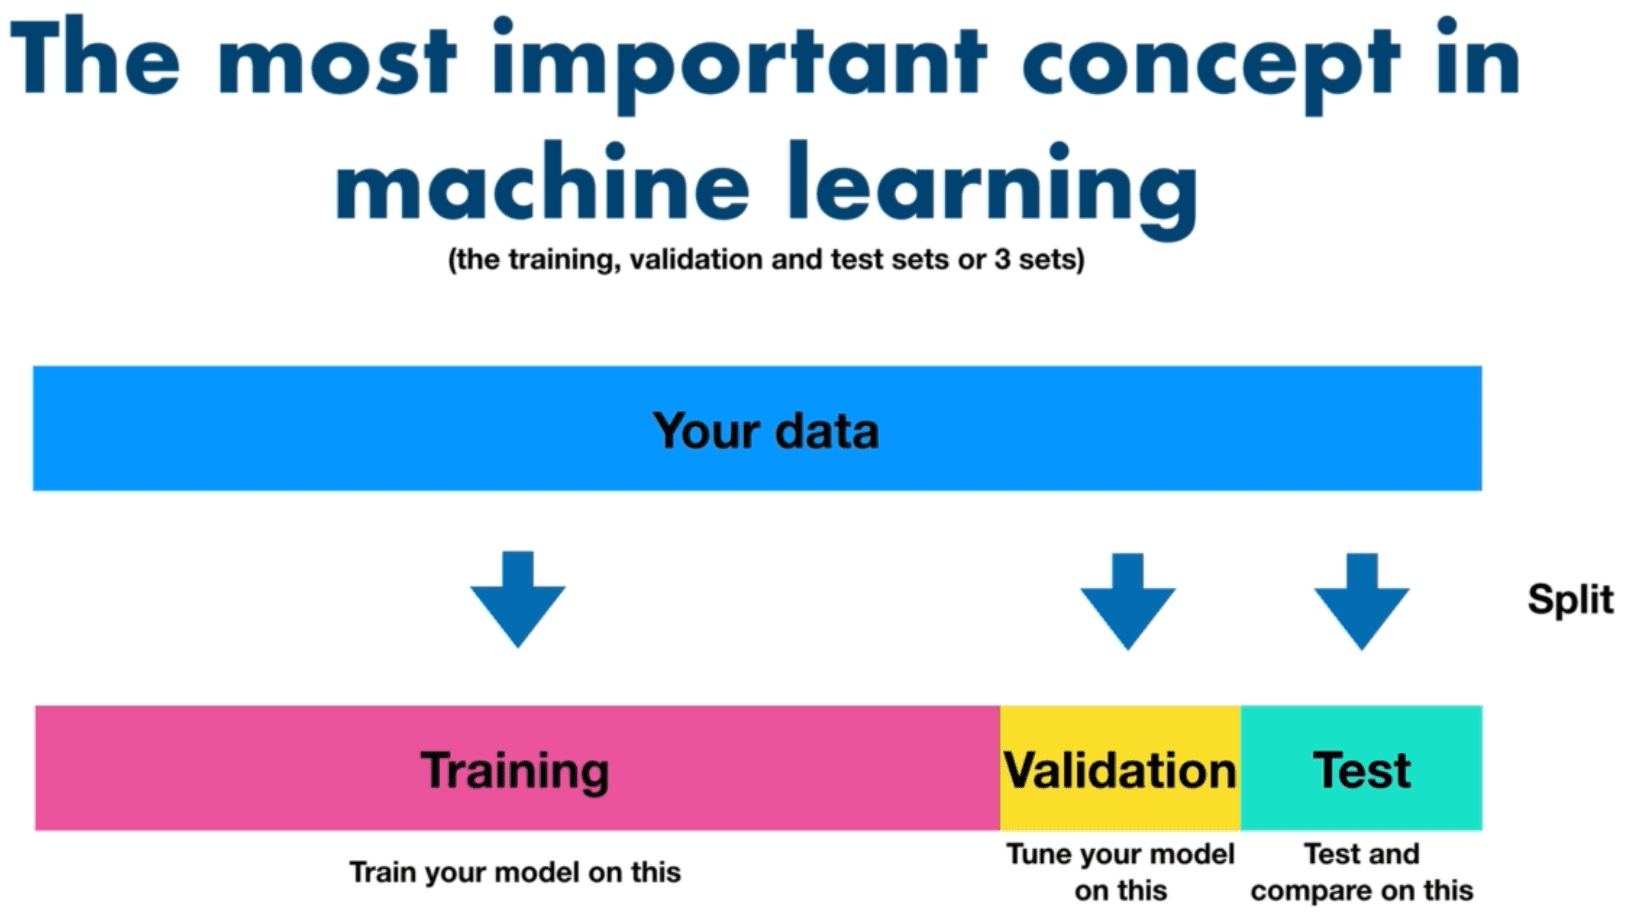 The most important concept in
machine learning
(the training, validation and test sets or 3 sets)
Your data
Split
Training
Validation
Test
Train your model on this
Tune your model
on this
Test and
compare on this